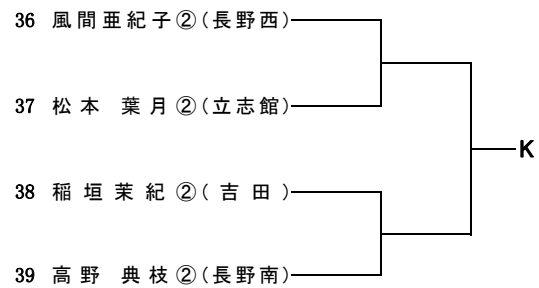 36 風間亜紀子②(長野西)
37 松本 葉月②(立志館)
K
38 稲垣茉紀②(吉田)
39 高野 典枝②(長野南)